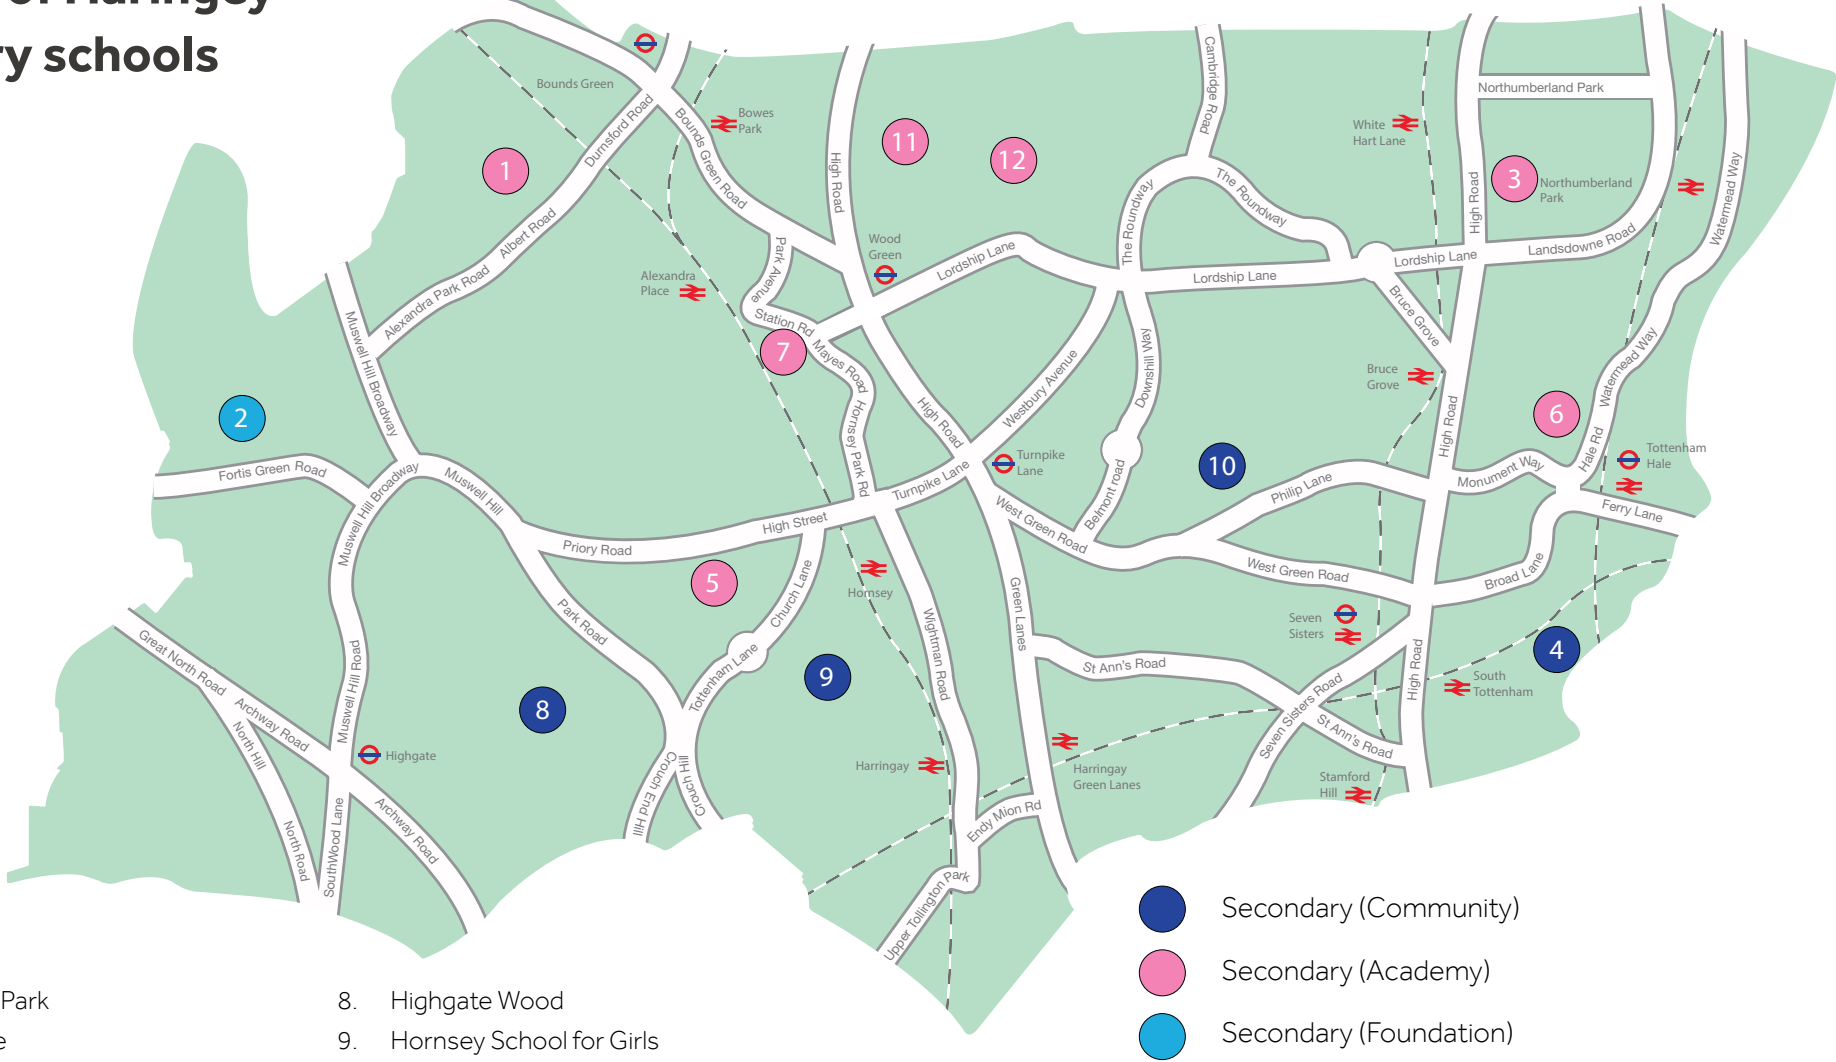 of Haringey
ry schools
Bounds Green
Bowes
Park
Durnsford Road
Bounds Green Road
Albert Road
Alexandra Park Road
High Road
Cambridge Road
The Roundway
The Roundway
White
Hart Lane
Northumberland Park
Northumberland
Park
High Road
Landsdowne Road
Watermead Way
Wood
Green
Lordship Lane
Lordship Lane
Lordship Lane
Park Avenue
Alexandra
Place
Station Rd
Mayes Road
Hornsey Park Rd
Muswell Hill Broadway
Bruce Grove
Bruce
Grove
Downshill Way
Westbury Avenue
High Road
High Road
Watermead Way
Hale Rd
Tottenham
Hale
Monument Way
Ferry Lane
Turnpike
Lane
Turnpike Lane
Belmont road
Philip Lane
West Green Road
West Green Road
Broad Lane
Fortis Green Road
Muswell Hill Broadway
Muswell Hill
Priory Road
High Street
Church Lane
Hornsey
Park Road
Tottenham Lane
Wightman Road
Green Lanes
St Ann's Road
Seven
Sisters
Seven Sisters Road
St Ann's Road
High Road
South
Tottenham
Stamford
Hill
Great North Road
Archway Road
North Hill
Muswell Hill Road
Highgate
North Road
SouthWood Lane
Archway Road
Crouch End Hill
Crouch Hill
Harringay
Harringay
Green Lanes
Endy Mion Rd
Upper Tollington Park
1
2
3
4
5
6
7
8
9
10
11
12
Secondary (Community)
Secondary (Academy)
Secondary (Foundation)
Park
e
8. Highgate Wood
9. Hornsey School for Girls